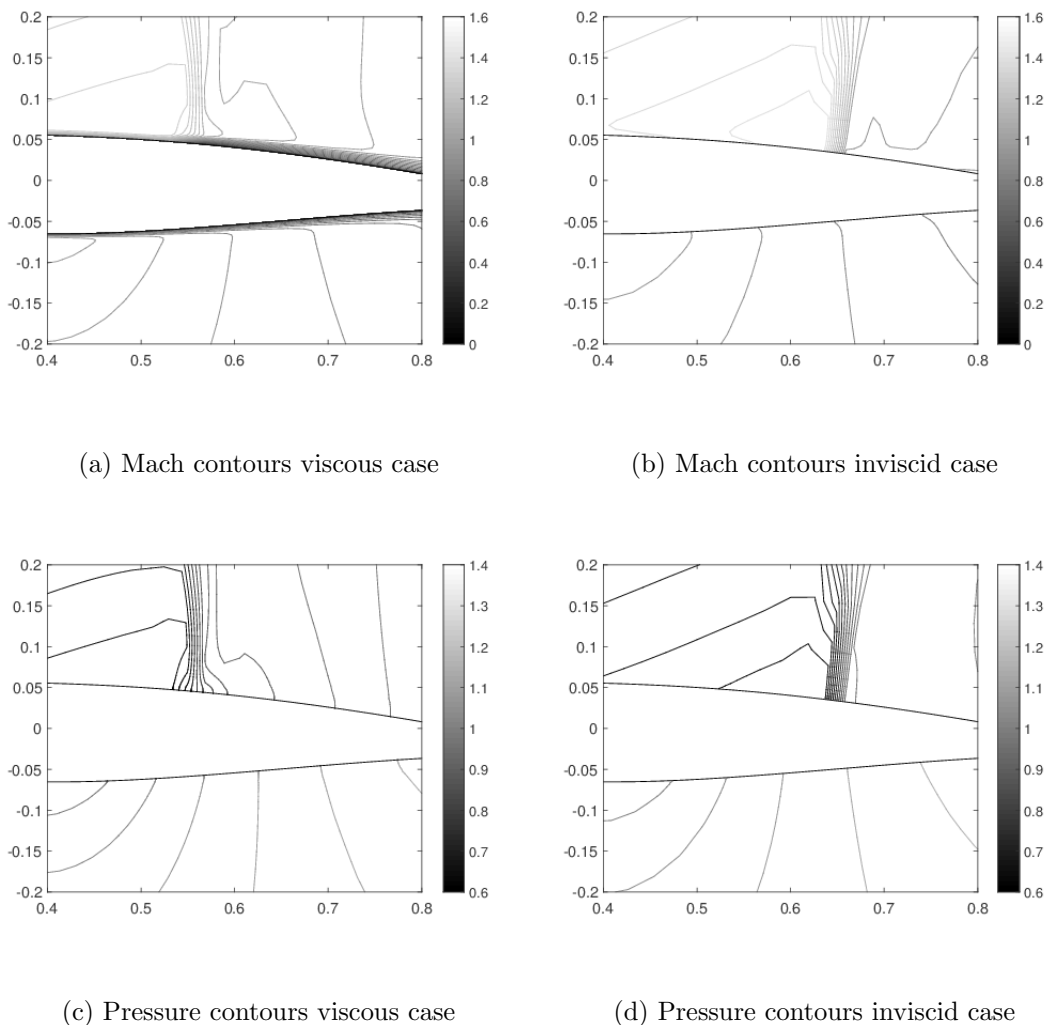 0.2 0.15 0.1 0.05 0 -0.05 -0.1 -0.15 -0.2
0.4 0.5 0.6 0.7 0.8
1.6 1.4 1.2 1 0.8 0.6 0.4 0.2 0
0.2 0.15 0.1 0.05 0 -0.05 -0.1 -0.15 -0.2
0.4 0.5 0.6 0.7 0.8
1.6 1.4 1.2 1 0.8 0.6 0.4 0.2 0
(a) Mach contours viscous case
(b) Mach contours inviscid case
0.2 0.15 0.1 0.05 0 -0.05 -0.1 -0.15 -0.2
0.4 0.5 0.6 0.7 0.8
1.4 1.3 1.2 1.1 1 0.9 0.8 0.7 0.6
0.2 0.15 0.1 0.05 0 -0.05 -0.1 -0.15 -0.2
0.4 0.5 0.6 0.7 0.8
1.4 1.3 1.2 1.1 1 0.9 0.8 0.7 0.6
(c) Pressure contours viscous case
(d) Pressure contours inviscid case